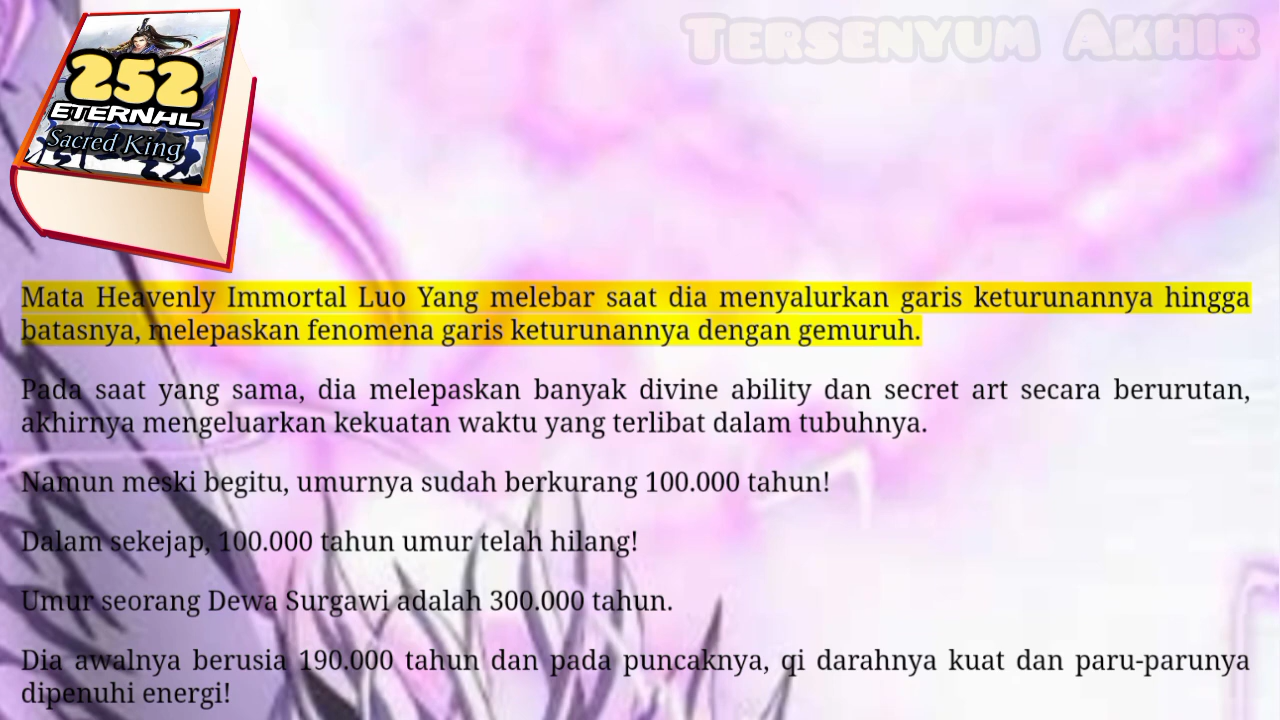 TERSENYUM AKHIR
252
ETERNAL
Sacred King
Mata Heavenly Immortal Luo Yang melebar saat dia menyalurkan garis keturunannya hingga
batasnya, melepaskan fenomena garis keturunannya dengan gemuruh.
Pada saat yang sama, dia melepaskan banyak divine ability dan secret art secara berurutan,
akhirnya mengeluarkan kekuatan waktu yang terlibat dalam tubuhnya.
Namun meski begitu, umurnya sudah berkurang 100.000 tahun!
Dalam sekejap, 100.000 tahun umur telah hilang!
Umur seorang Dewa Surgawi adalah 300.000 tahun.
Dia awalnya berusia 190.000 tahun dan pada puncaknya, qi darahnya kuat dan paru-parunya
dipenuhi energi!